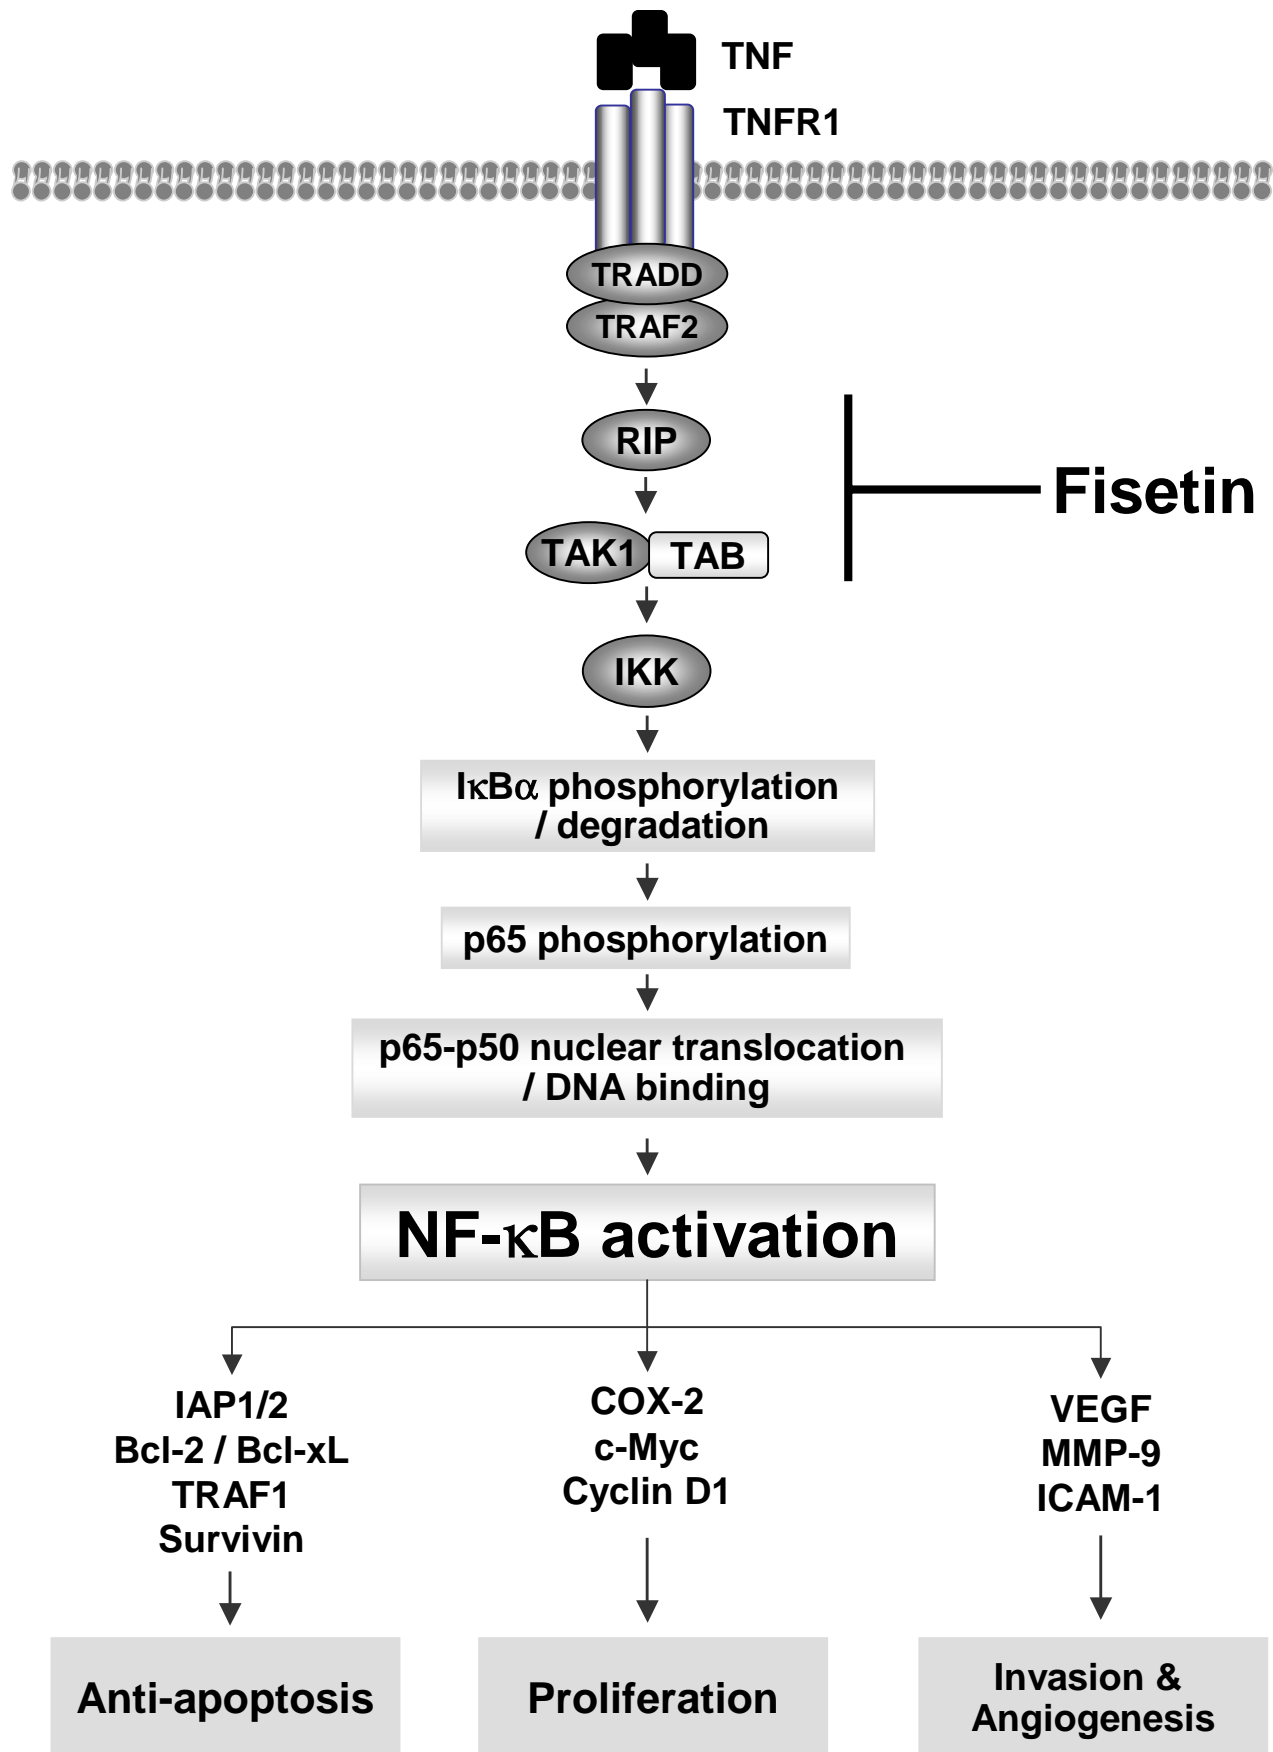 TNF
TNFR1
TRADD
TRAF2
RIP
Fisetin
TAK1
TAB
IKK
IκBα phosphorylation
/ degradation
p65 phosphorylation
p65-p50 nuclear translocation
/ DNA binding
NF-κB activation
IAP1/2
Bcl-2 / Bcl-xL
TRAF1
Survivin
COX-2
c-Myc
Cyclin D1
VEGF
MMP-9
ICAM-1
Anti-apoptosis
Proliferation
Invasion &
Angiogenesis